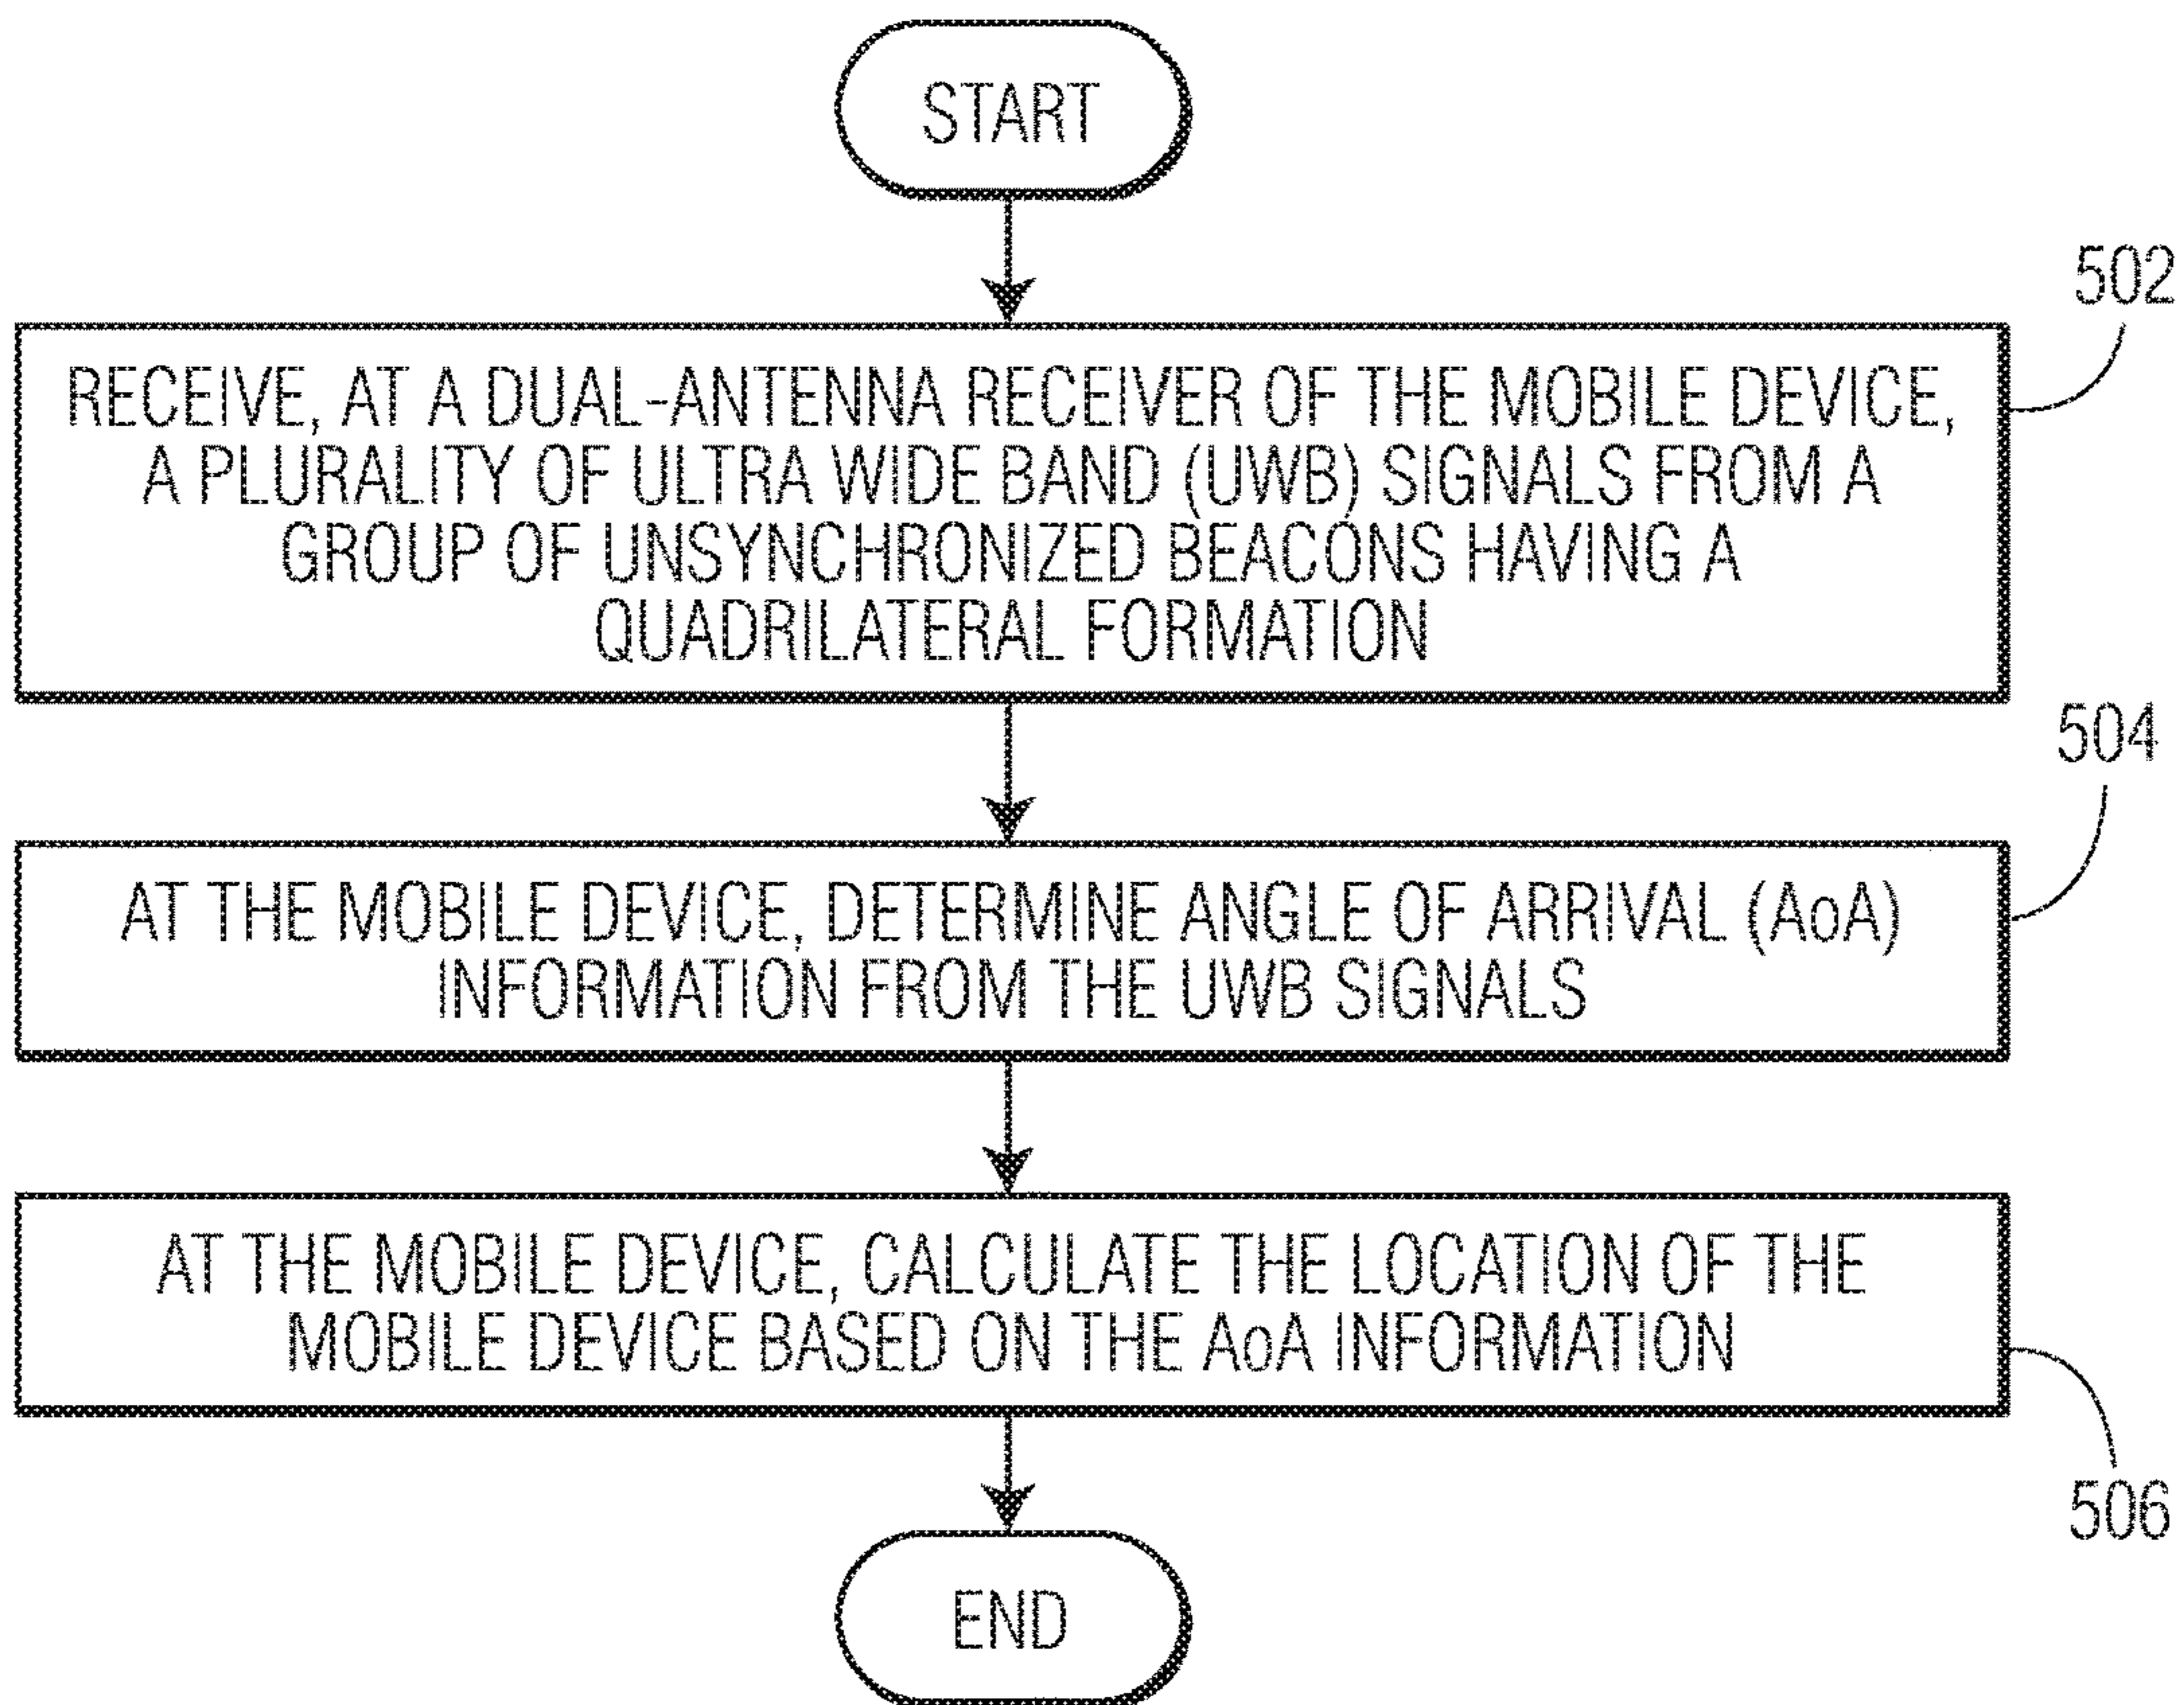 START
502
RECEIVE, AT A DUAL-ANTENNA RECEIVER OF THE MOBILE DEVICE,
A PLURALITY OF ULTRA WIDE BAND (UWB) SIGNALS FROM A
GROUP OF UNSYNCHRONIZED BEACONS HAVING A
QUADRILATERAL FORMATION
504
AT THE MOBILE DEVICE, DETERMINE ANGLE OF ARRIVAL (AoA)
INFORMATION FROM THE UWB SIGNALS
AT THE MOBILE DEVICE, CALCULATE THE LOCATION OF THE
MOBILE DEVICE BASED ON THE AoA INFORMATION
506
END